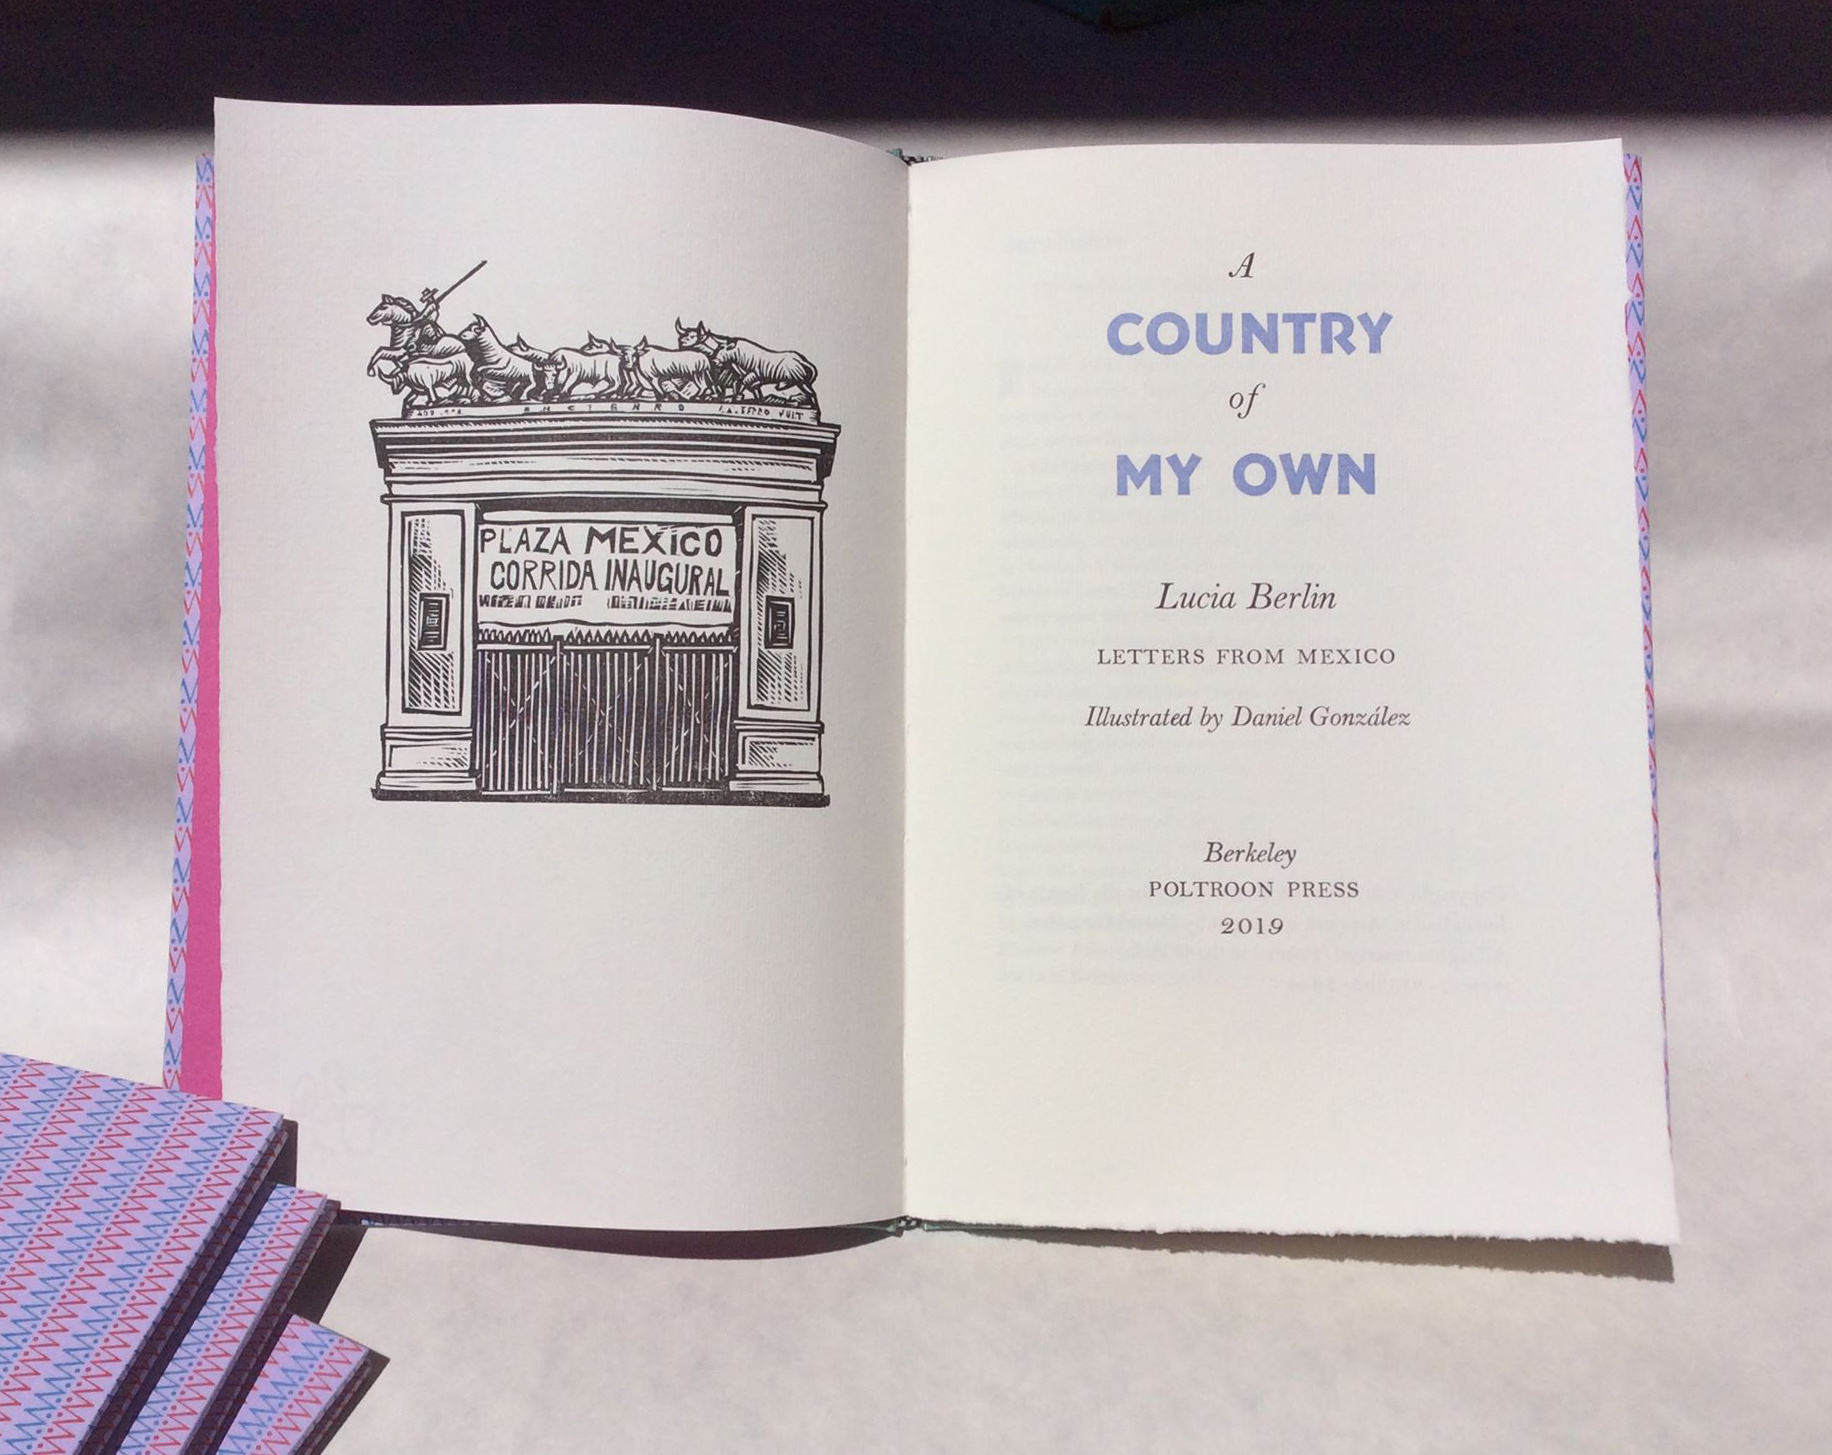 PLAZA MEXICO
CORRIDA INAUGURAL
A
COUNTRY
of
MY OWN
Lucia Berlin
LETTERS FROM MEXICO
Illustrated by Daniel González
Berkeley
POLTROON PRESS
2019